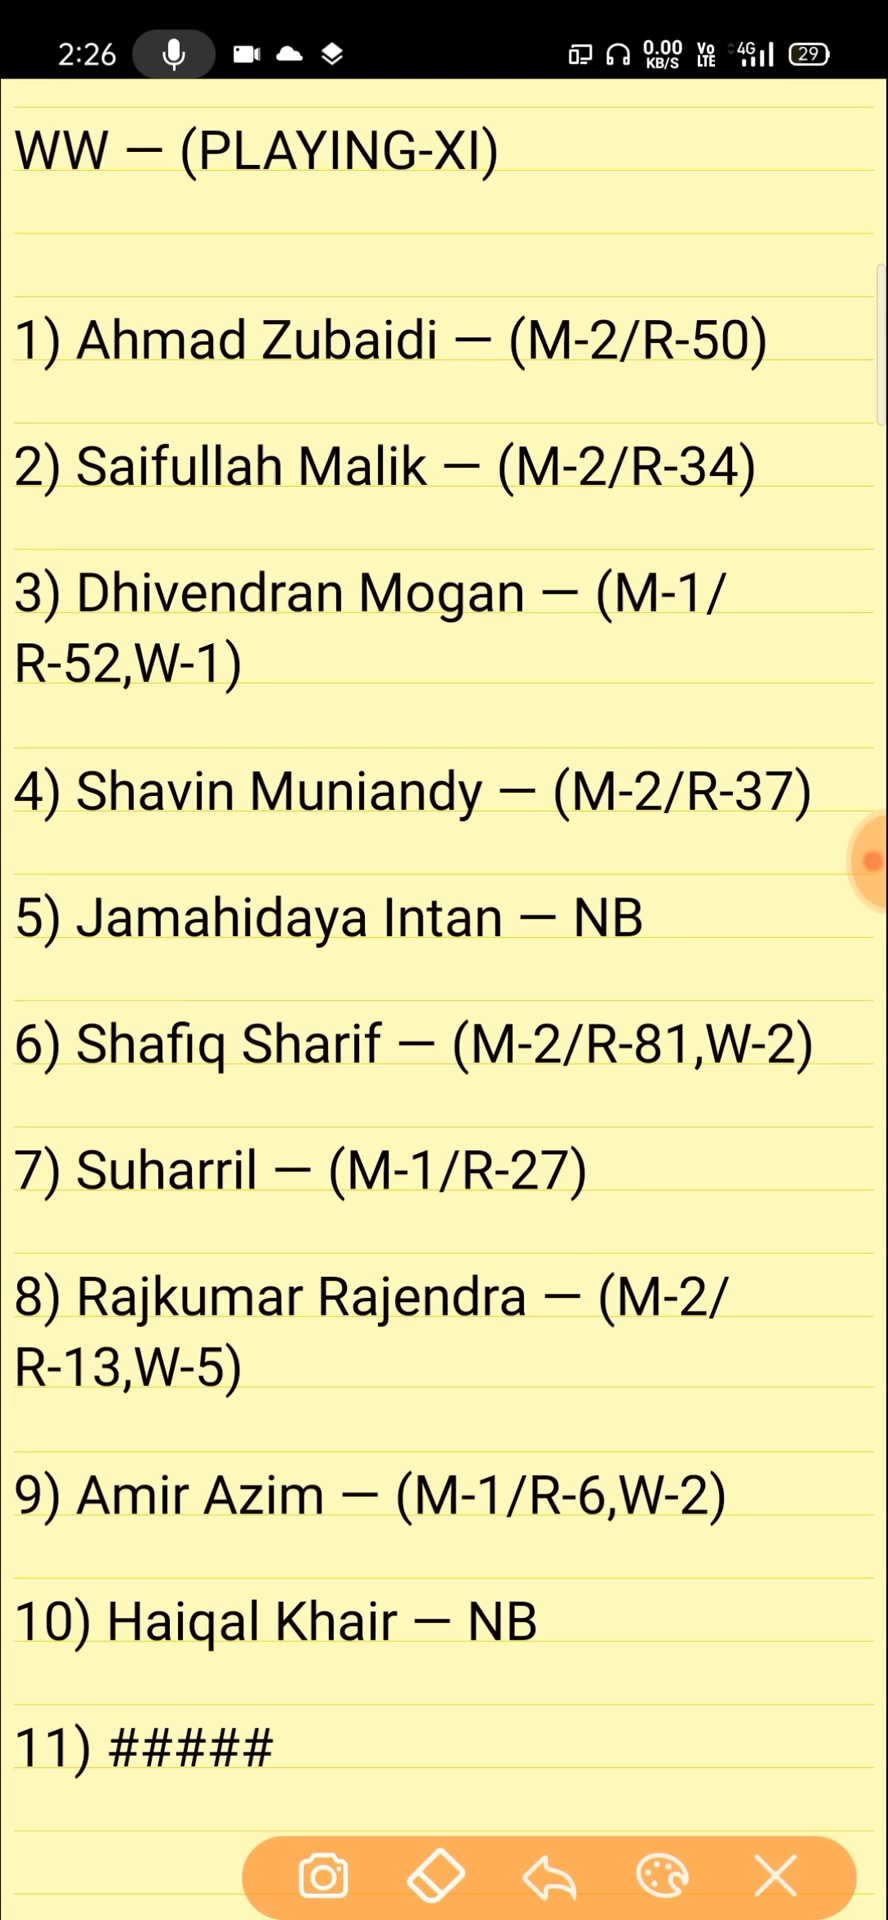 2:26 0.00 KB/S Vo LTE 4G 29
WW — (PLAYING-XI)
1) Ahmad Zubaidi — (M-2/R-50)
2) Saifullah Malik — (M-2/R-34)
3) Dhivendran Mogan — (M-1/
R-52,W-1)
4) Shavin Muniandy — (M-2/R-37)
5) Jamahidaya Intan — NB
6) Shafiq Sharif — (M-2/R-81,W-2)
7) Suharril — (M-1/R-27)
8) Rajkumar Rajendra — (M-2/
R-13,W-5)
9) Amir Azim — (M-1/R-6,W-2)
10) Haiqal Khair — NB
11) #####